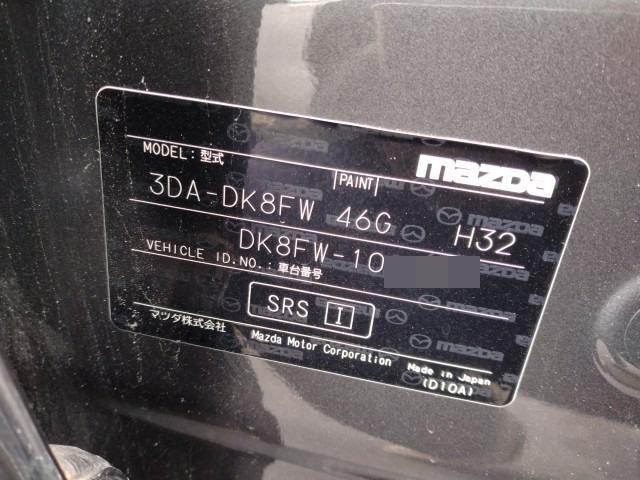 MODEL:型式
mazda
PAINT
3DA-DK8FW 46G H32
DK8FW-10
VEHICLE ID.NO.:車台番号
SRS I
マツダ株式会社 Mazda Motor Corporation Made in Japan
(D10A)